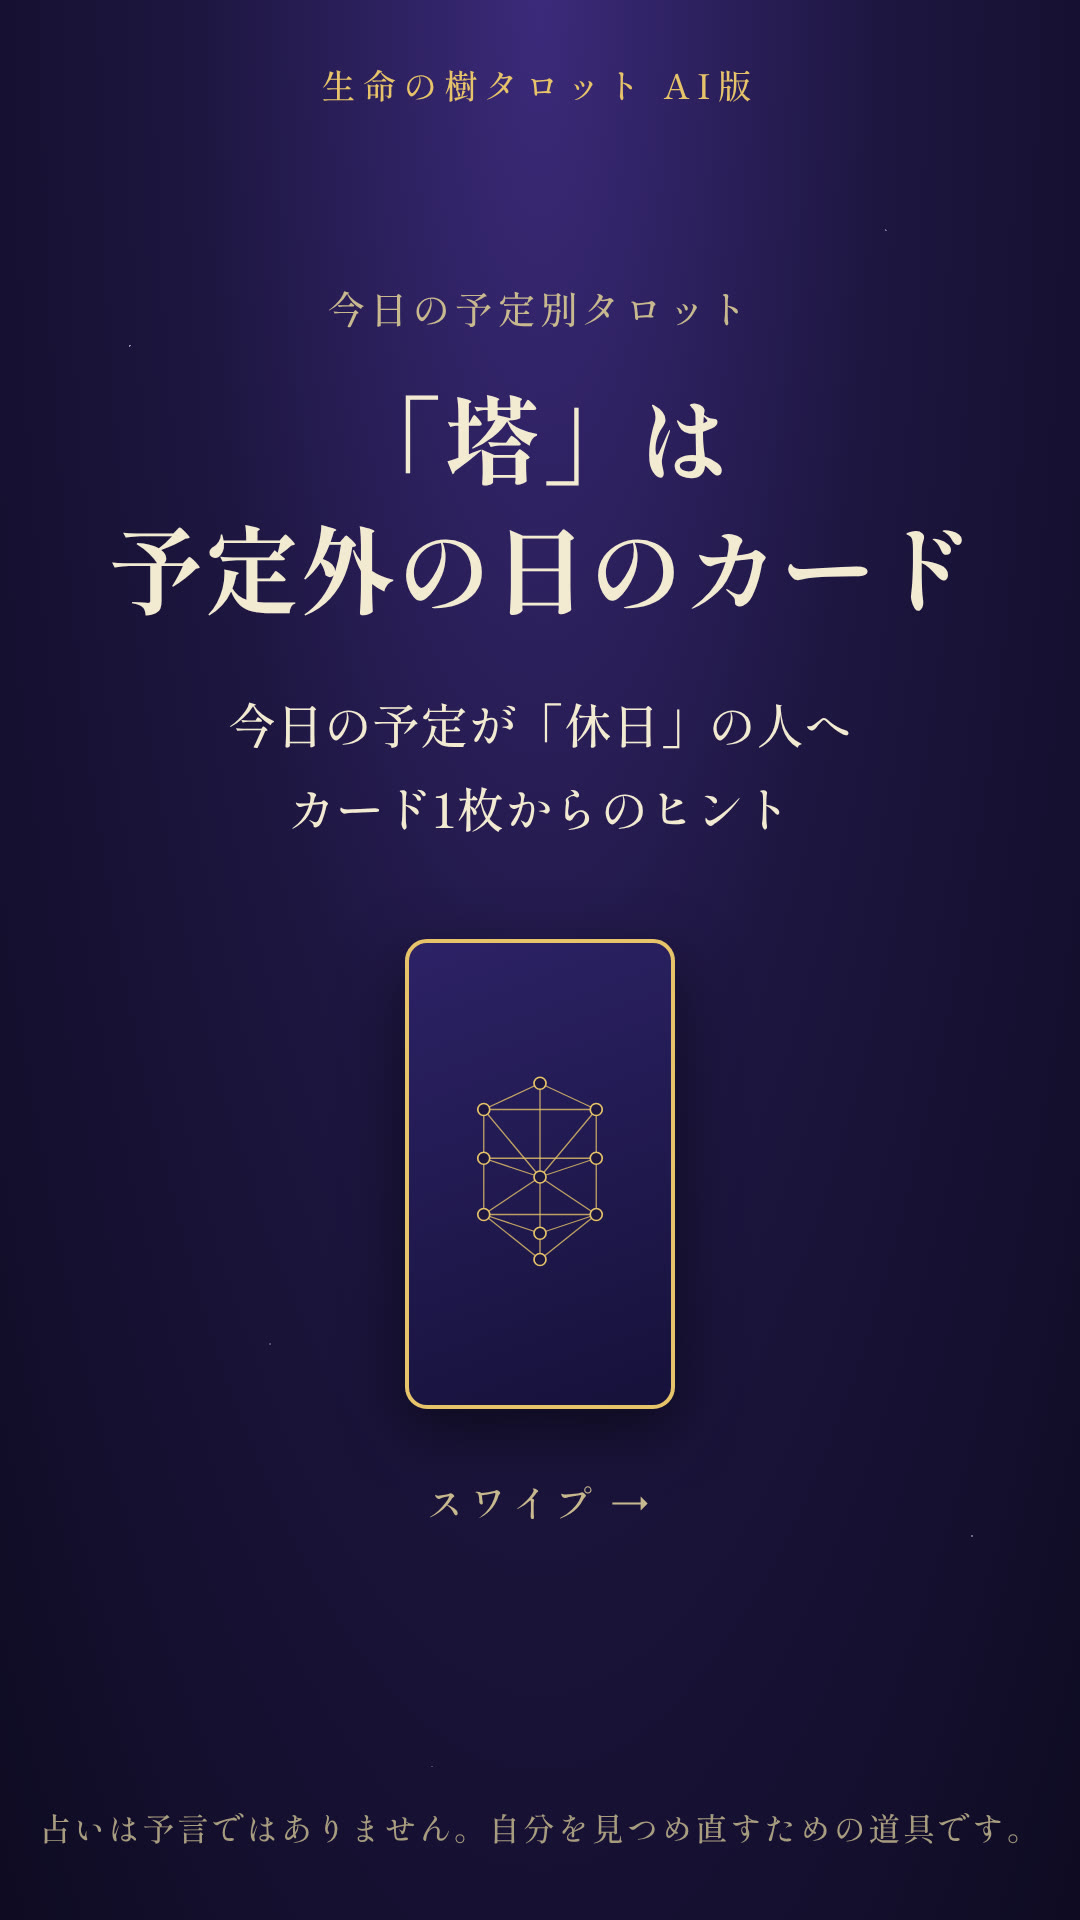 生命の樹タロット AI版
今日の予定別タロット
「塔」は
予定外の日のカード
今日の予定が「休日」の人へ
カード1枚からのヒント
スワイプ →
占いは予言ではありません。自分を見つめ直すための道具です。